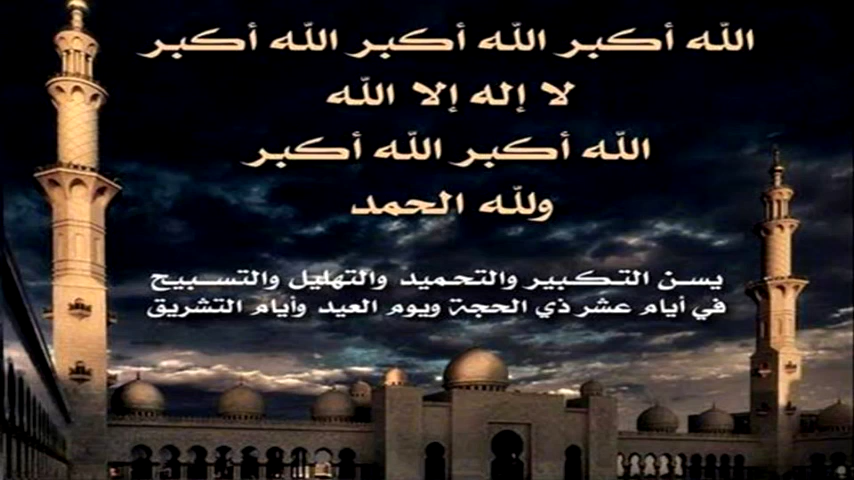 الله أكبر الله أكبر الله أكبر
لا إله إلا الله
الله أكبر الله أكبر
ولله الحمد
يسن التكبير والتحميد والتهليل والتسبيح
في أيام عشر ذي الحجة ويوم العيد وأيام التشريق